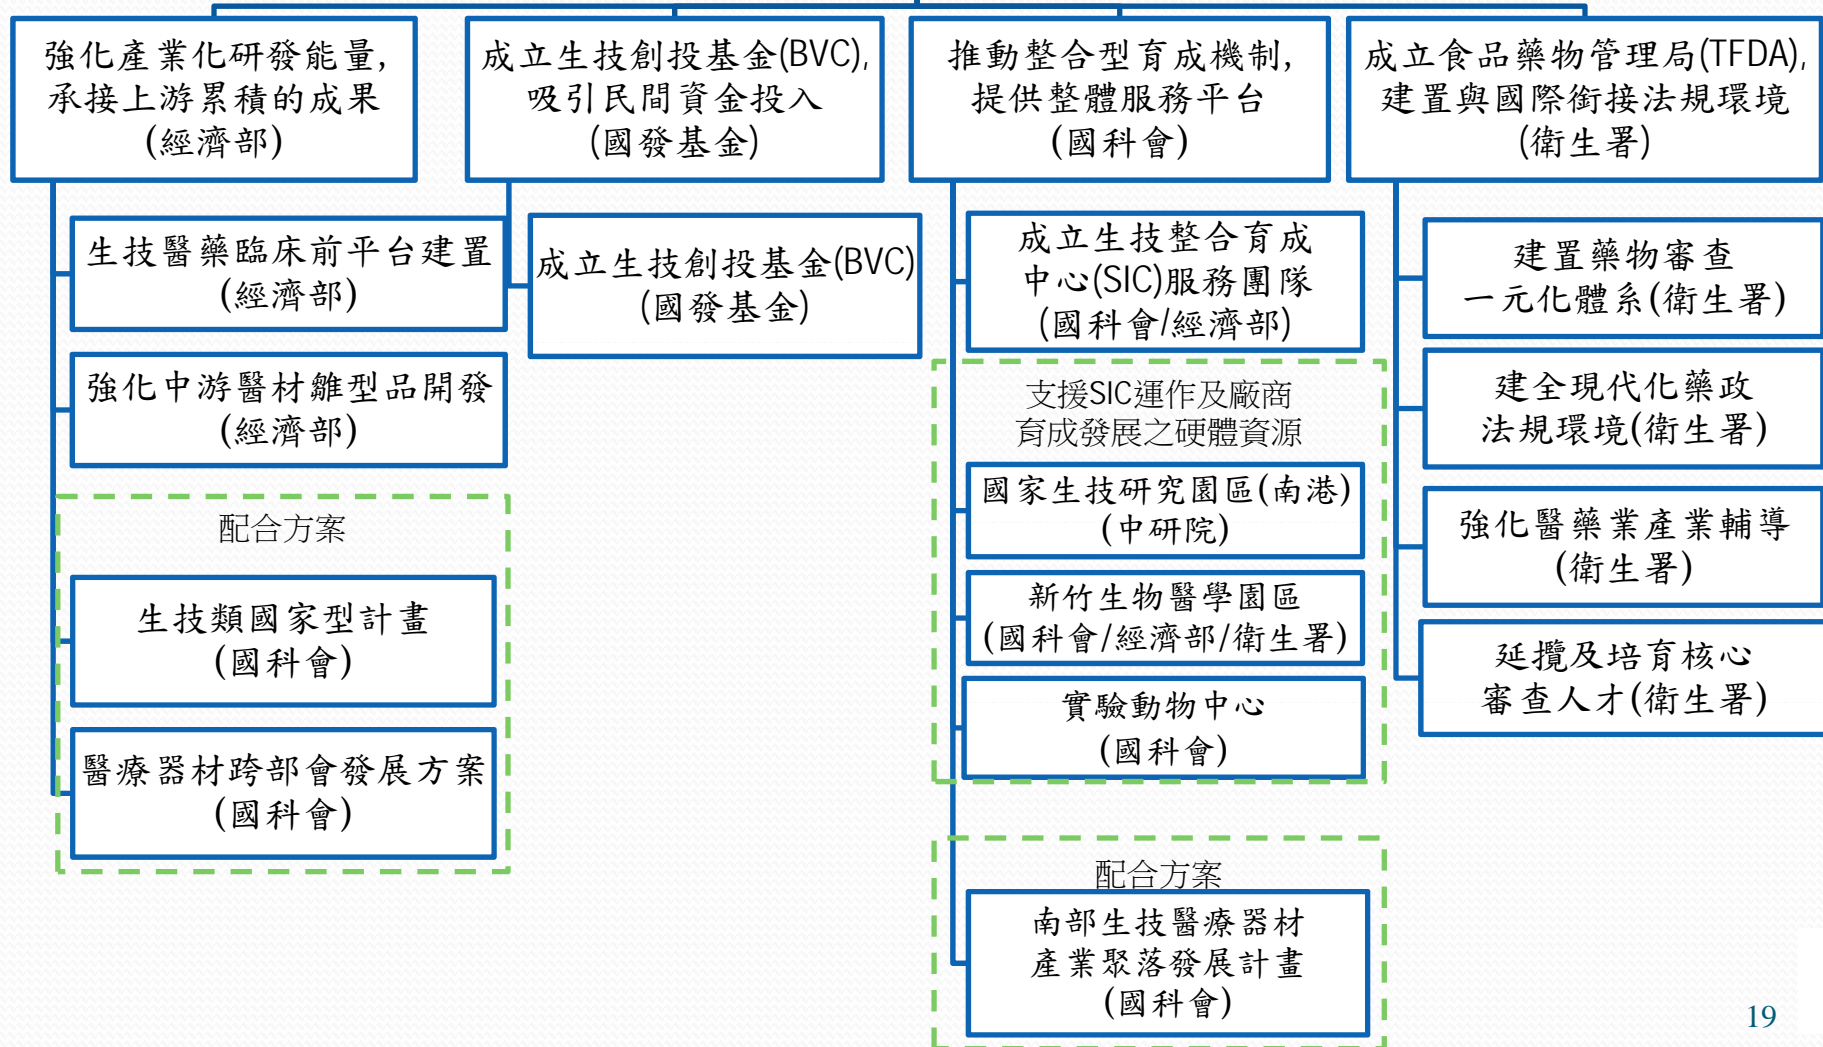 強化產業化研發能量,
承接上游累積的成果
(經濟部)
生技醫藥臨床前平台建置
(經濟部)
強化中游醫材雛型品開發
(經濟部)
配合方案
生技類國家型計畫
(國科會)
醫療器材跨部會發展方案
(國科會)
成立生技創投基金(BVC),
吸引民間資金投入
(國發基金)
成立生技創投基金(BVC)
(國發基金)
推動整合型育成機制,
提供整體服務平台
(國科會)
成立生技整合育成
中心(SIC)服務團隊
(國科會/經濟部)
支援SIC運作及廠商
育成發展之硬體資源
國家生技研究園區(南港)
(中研院)
新竹生物醫學園區
(國科會/經濟部/衛生署)
實驗動物中心
(國科會)
配合方案
南部生技醫療器材
產業聚落發展計畫
(國科會)
成立食品藥物管理局(TFDA),
建置與國際銜接法規環境
(衛生署)
建置藥物審查
一元化體系(衛生署)
建全現代化藥政
法規環境(衛生署)
強化醫藥業產業輔導
(衛生署)
延攬及培育核心
審查人才(衛生署)
19